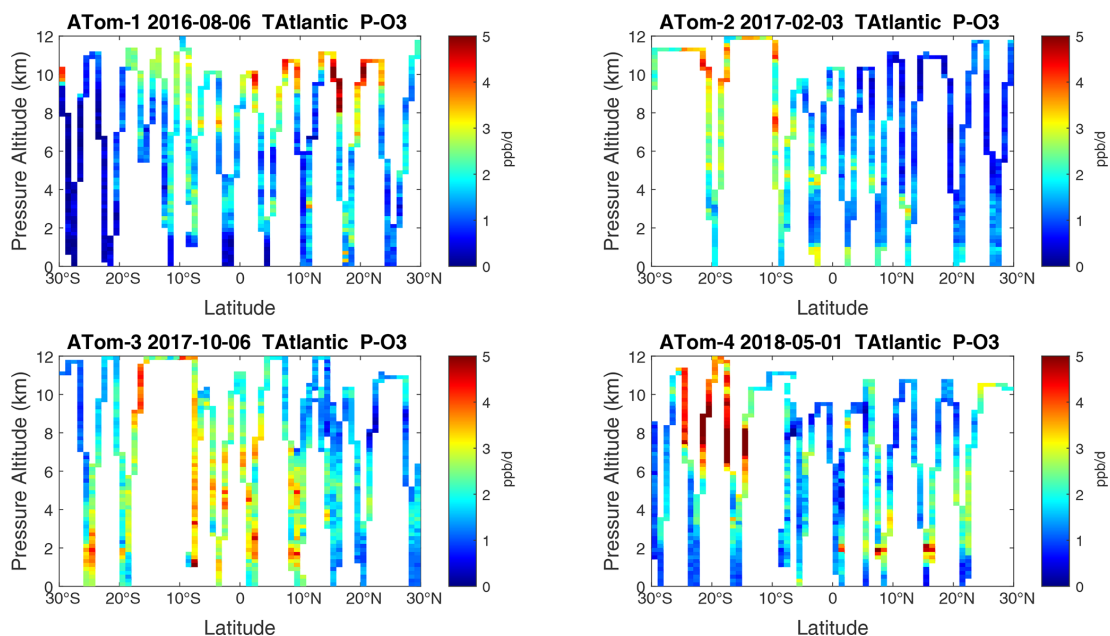 ATom-1 2016-08-06 TAtlantic P-O3
Pressure Altitude (km)
12
10
8
6
4
2
0
30°S 20°S 10°S 0 10°N 20°N 30°N
Latitude
5
4
3
2
1
0
ppb/d
ATom-2 2017-02-03 TAtlantic P-O3
Pressure Altitude (km)
12
10
8
6
4
2
0
30°S 20°S 10°S 0 10°N 20°N 30°N
Latitude
5
4
3
2
1
0
ppb/d
ATom-3 2017-10-06 TAtlantic P-O3
Pressure Altitude (km)
12
10
8
6
4
2
0
30°S 20°S 10°S 0 10°N 20°N 30°N
Latitude
5
4
3
2
1
0
ppb/d
ATom-4 2018-05-01 TAtlantic P-O3
Pressure Altitude (km)
12
10
8
6
4
2
0
30°S 20°S 10°S 0 10°N 20°N 30°N
Latitude
5
4
3
2
1
0
ppb/d